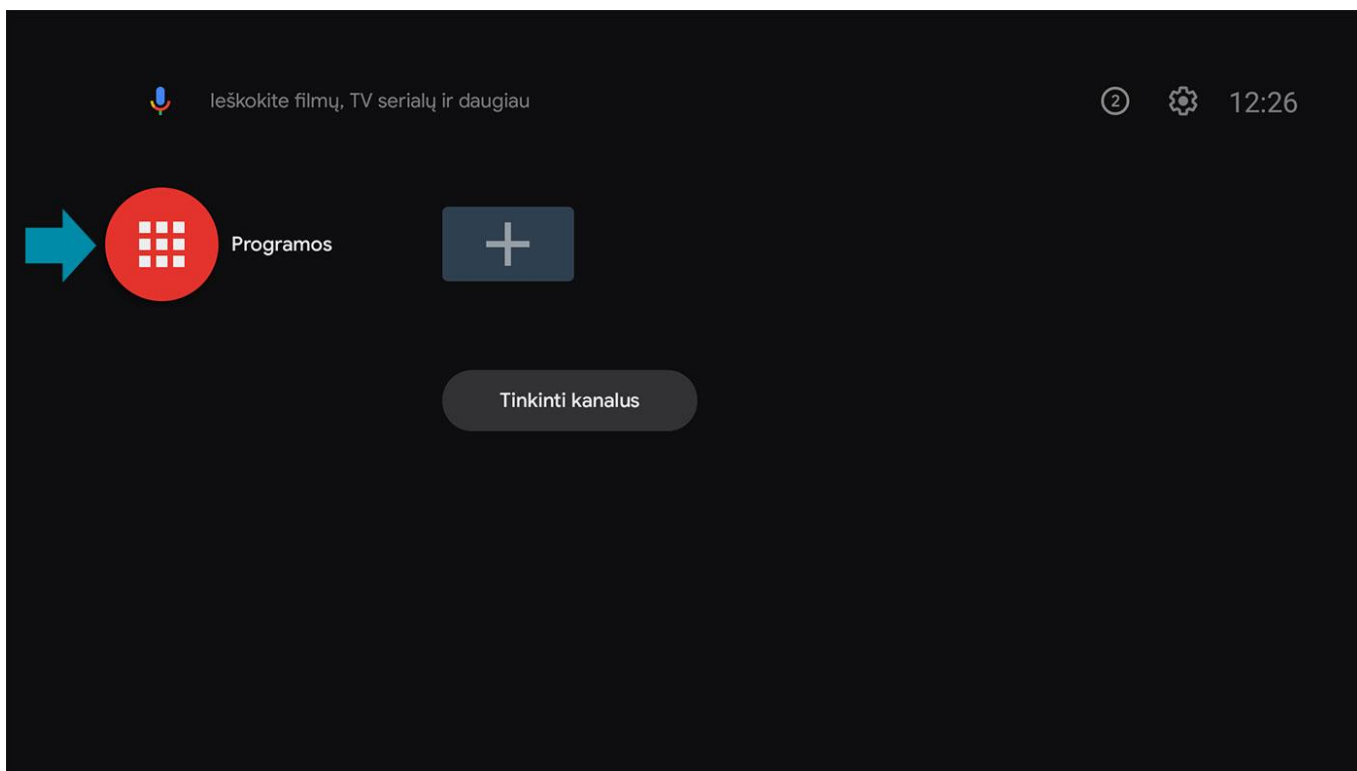 Ieškokite filmų, TV serialų ir daugiau
2
12:26
Programos
Tinkinti kanalus